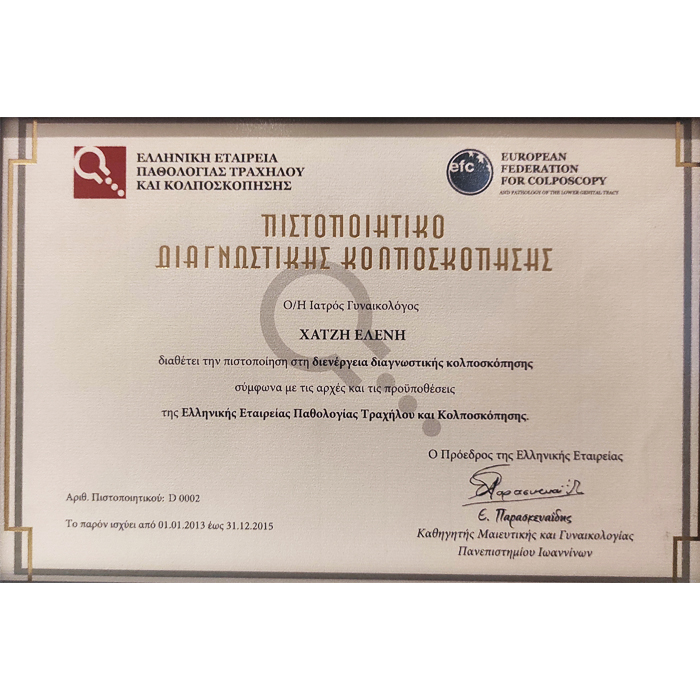 ΕΛΛΗΝΙΚΗ ΕΤΑΙΡΕΙΑ
ΠΑΘΟΛΟΓΙΑΣ ΤΡΑΧΗΛΟΥ
ΚΑΙ ΚΟΛΠΟΣΚΟΠΗΣΗΣ
efc
EUROPEAN
FEDERATION
FOR COLPOSCOPY
AND PATHOLOGY OF THE LOWER GENITAL TRACT
ΠΙΣΤΟΠΟΙΗΤΙΚΟ
ΔΙΑΓΝΩΣΤΙΚΗΣ ΚΟΛΠΟΣΚΟΠΗΣΗΣ
Ο/Η Ιατρός Γυναικολόγος
ΧΑΤΖΗ ΕΛΕΝΗ
διαθέτει την πιστοποίηση στη διενέργεια διαγνωστικής κολποσκόπησης
σύμφωνα με τις αρχές και τις προϋποθέσεις
της Ελληνικής Εταιρείας Παθολογίας Τραχήλου και Κολποσκόπησης.
Ο Πρόεδρος της Ελληνικής Εταιρείας
Αριθ. Πιστοποιητικού: D 0002
Ε. Παρασκευαΐδης
Το παρόν ισχύει από 01.01.2013 έως 31.12.2015
Καθηγητής Μαιευτικής και Γυναικολογίας
Πανεπιστημίου Ιωαννίνων